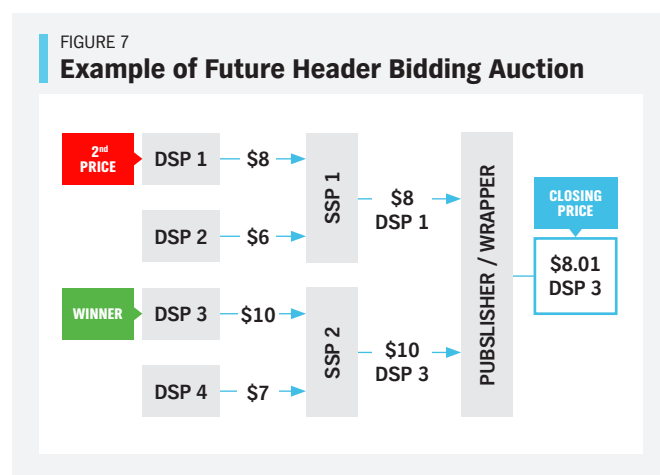 FIGURE 7
Example of Future Header Bidding Auction
2nd
PRICE
DSP 1
$8
DSP 2
$6
SSP 1
$8
DSP 1
WINNER
DSP 3
$10
DSP 4
$7
SSP 2
$10
DSP 3
PUBSLISHER / WRAPPER
CLOSING
PRICE
$8.01
DSP 3